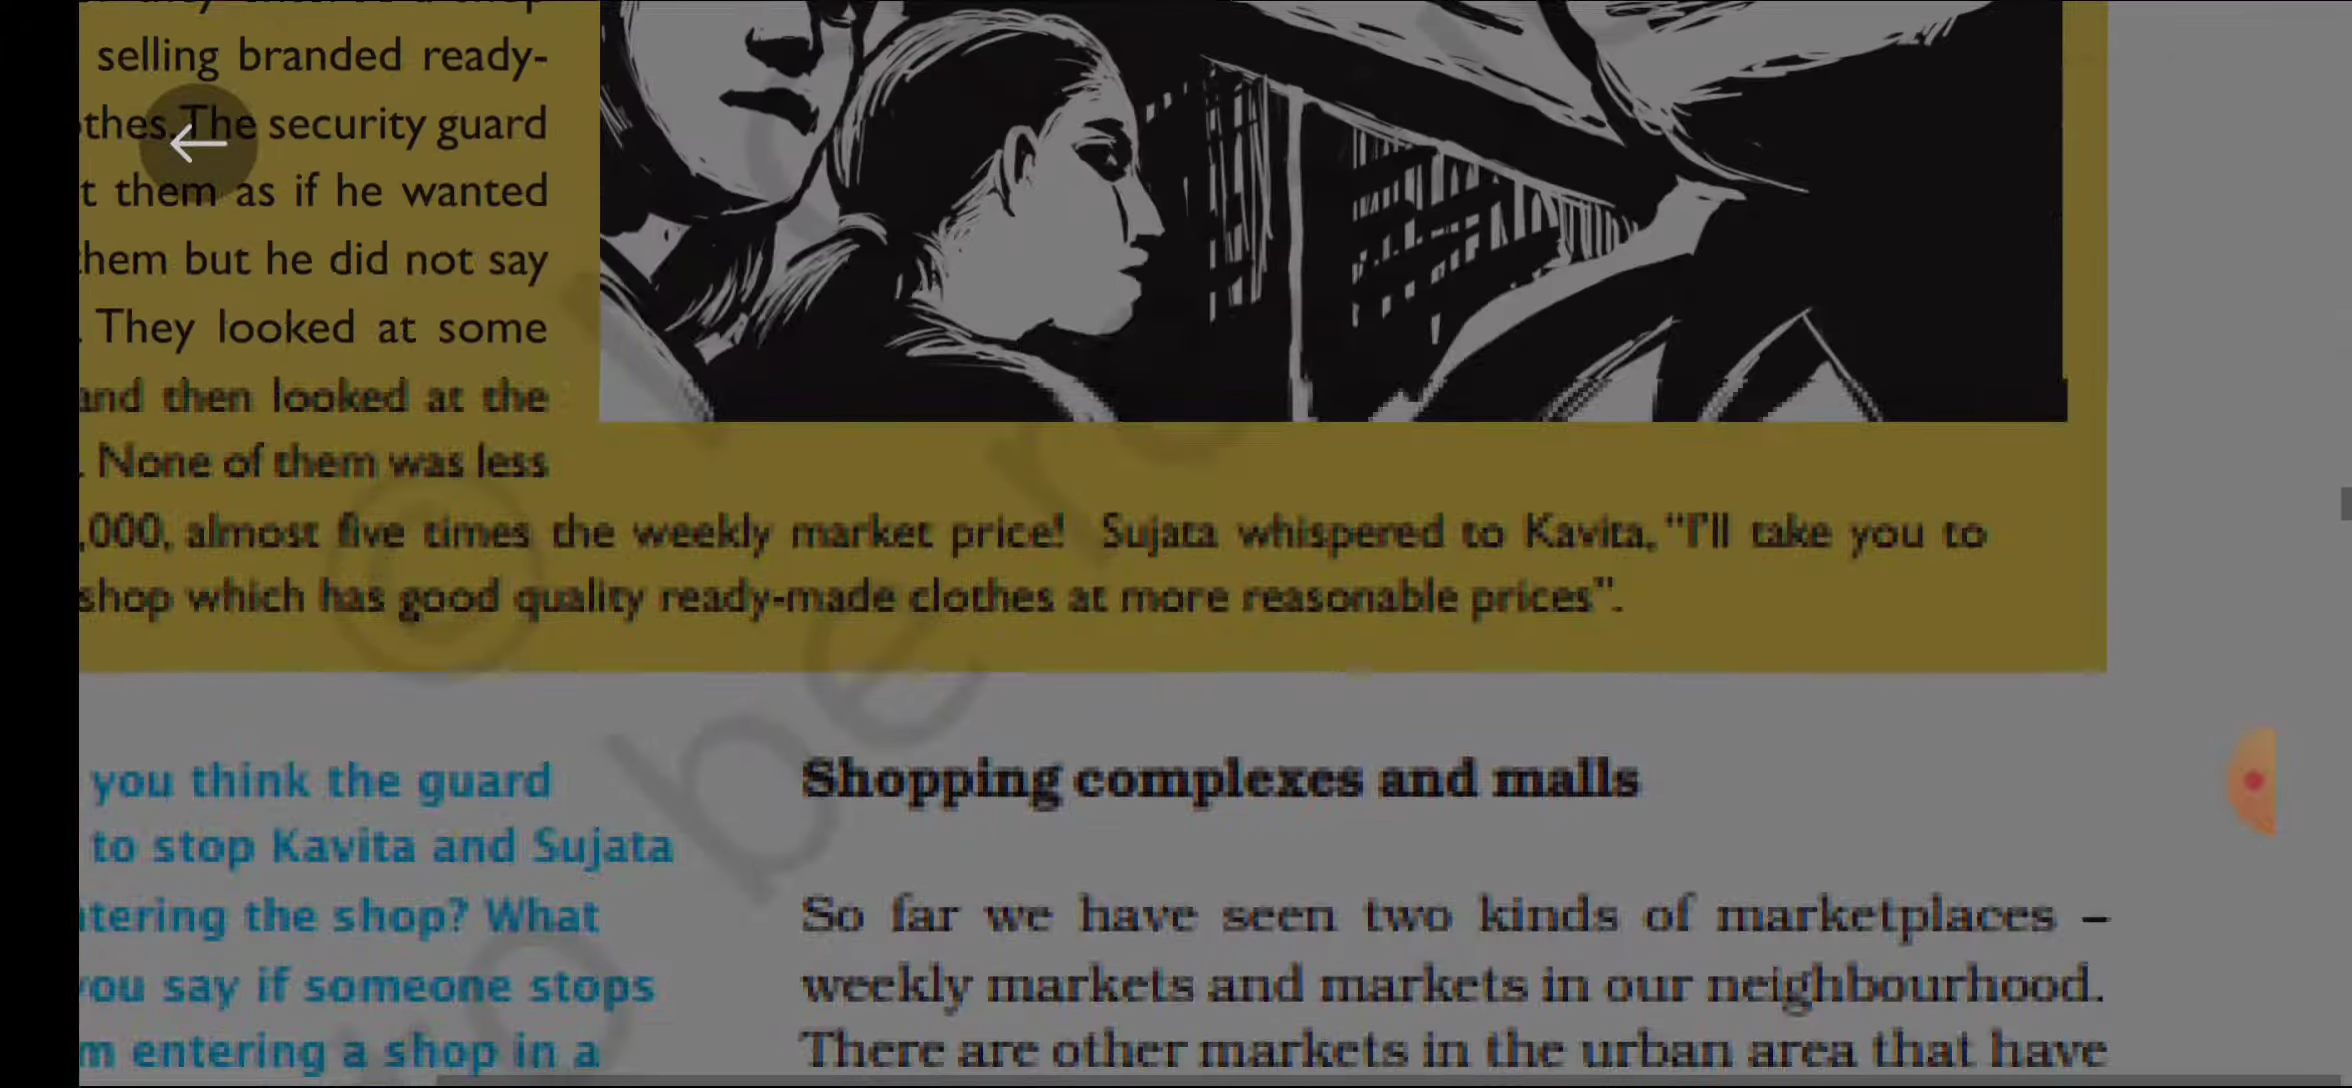 selling branded ready-
The security guard
them as if he wanted
but he did not say
They looked at some
and then looked at the
. None of them was less
,000, almost five times the weekly market price! Sujata whispered to Kavita, “I’ll take you to
shop which has good quality ready-made clothes at more reasonable prices”.
you think the guard
to stop Kavita and Sujata
the shop? What
say if someone stops
entering a shop in a
Shopping complexes and malls
So far we have seen two kinds of marketplaces –
weekly markets and markets in our neighbourhood.
There are other markets in the urban area that have